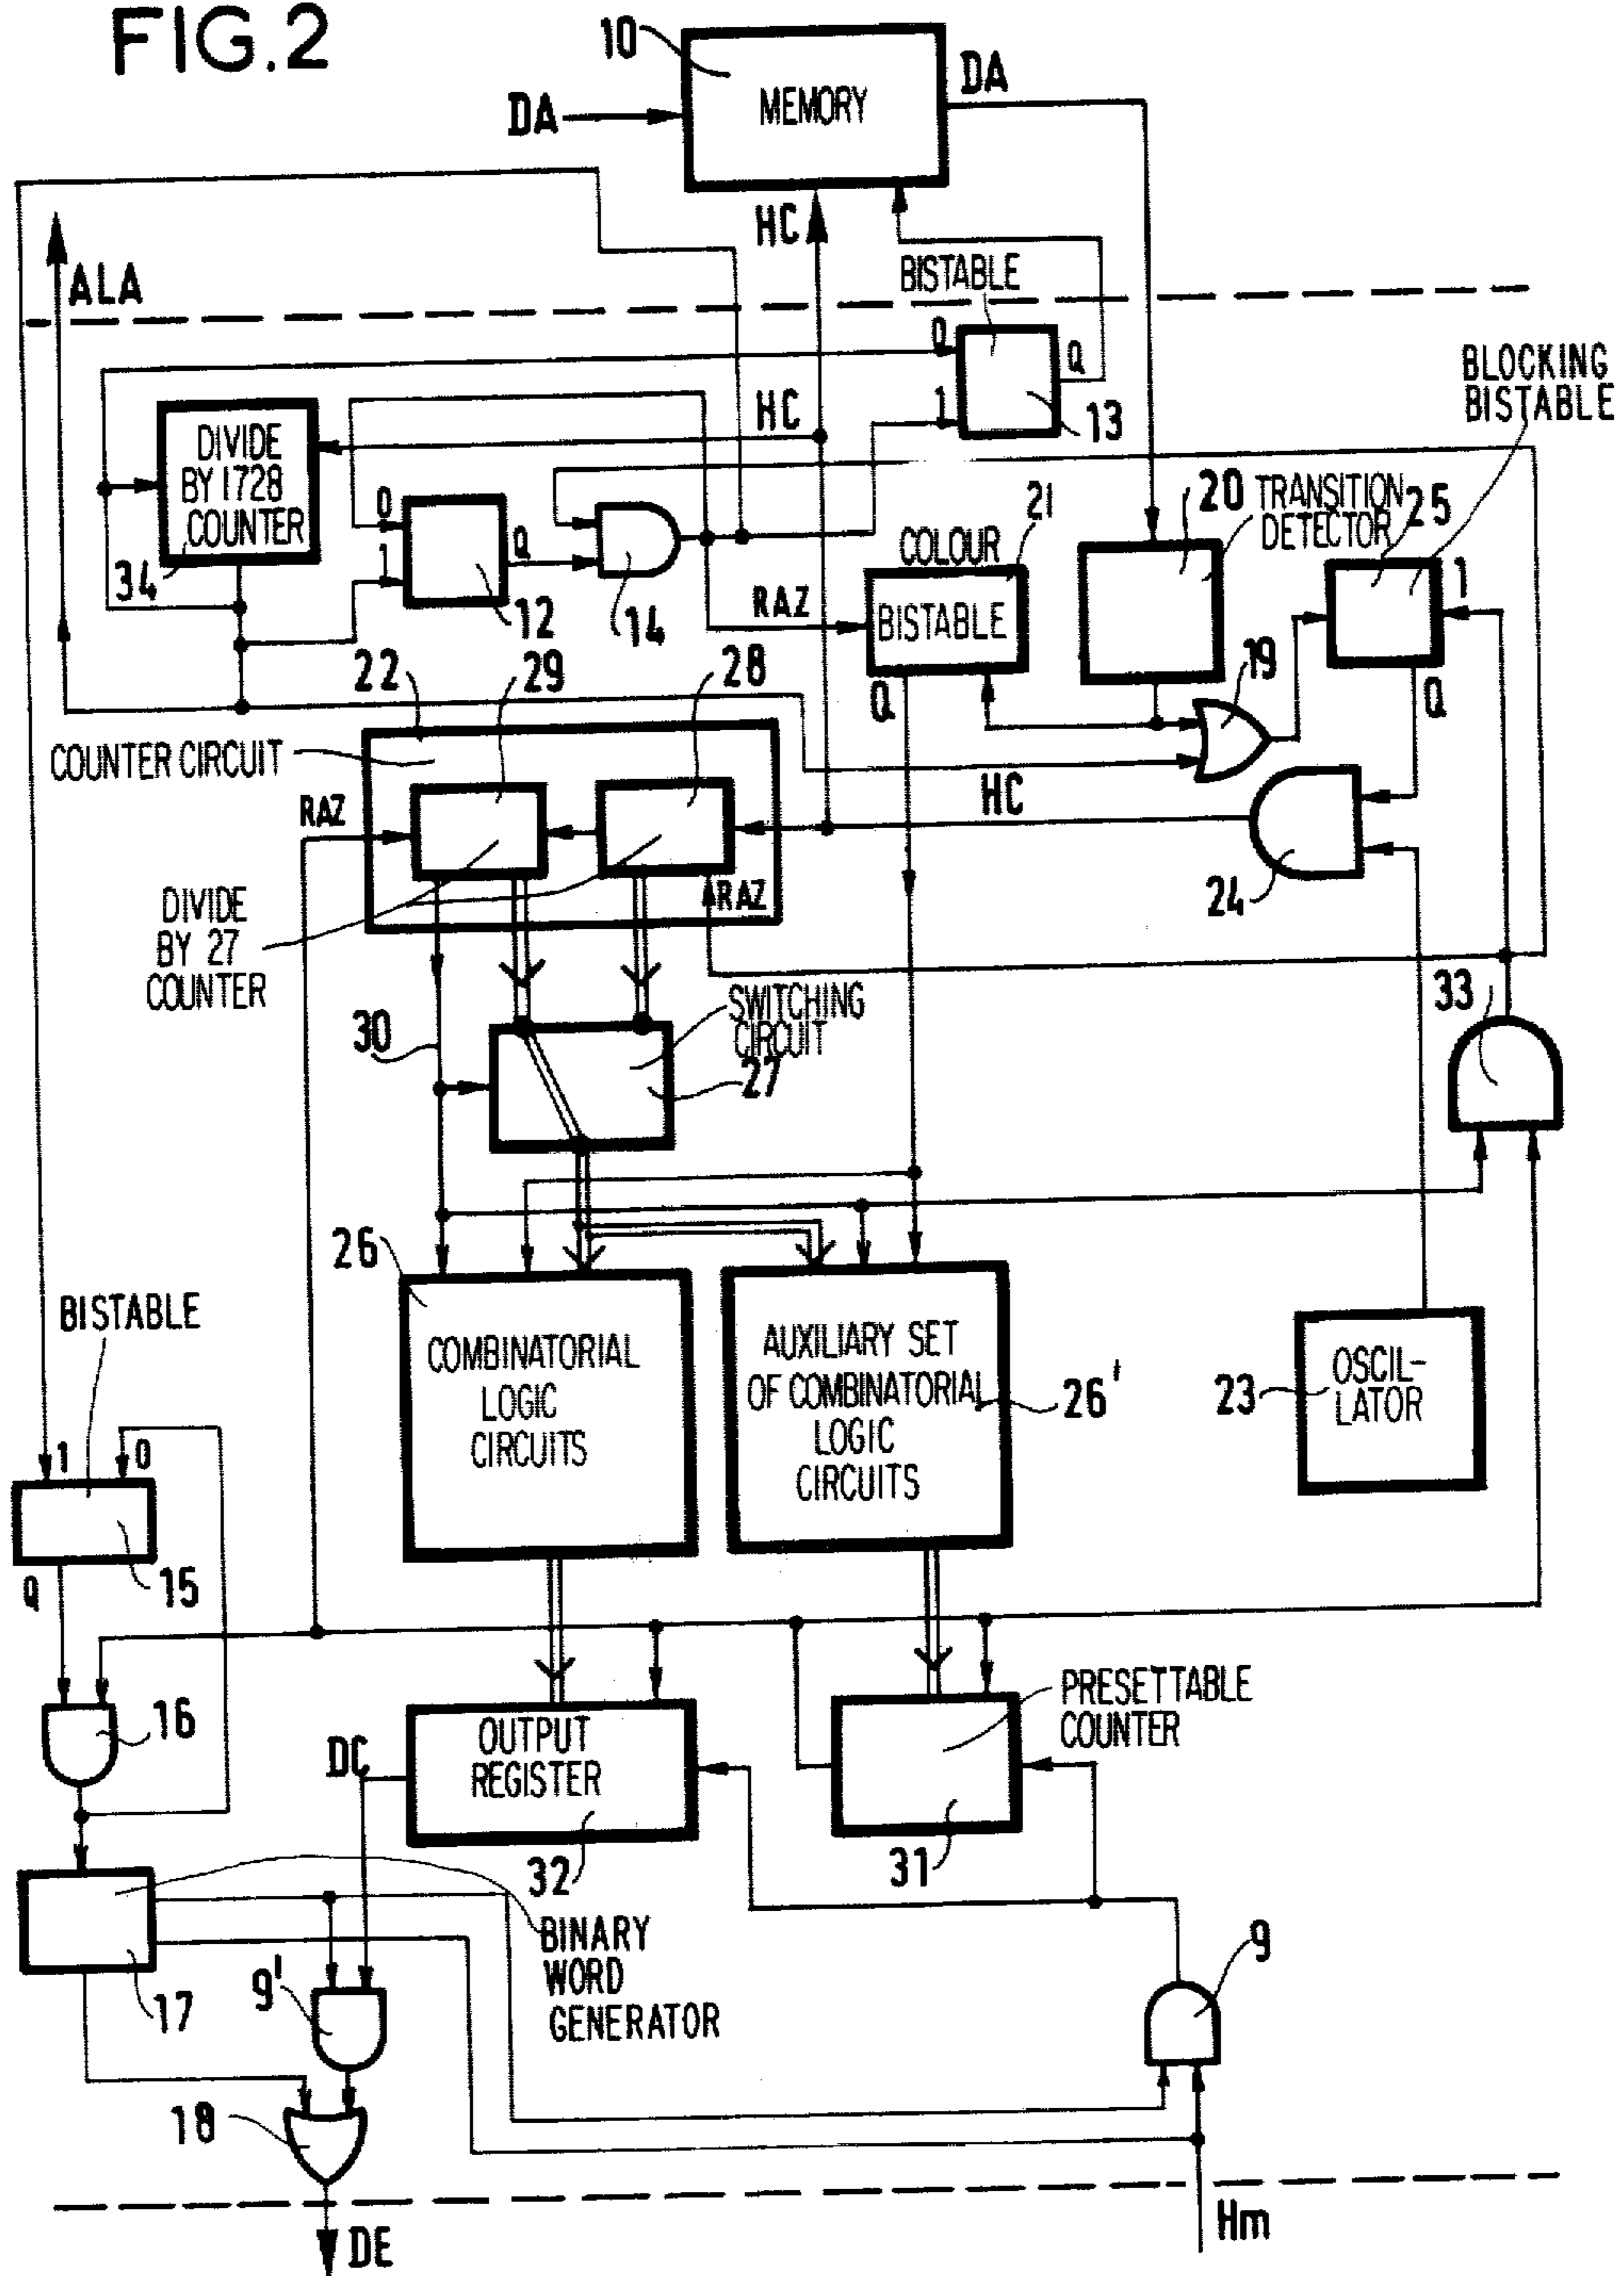 FIG.2
10
MEMORY
DA
DA
HC
ALA
BISTABLE
0
Q
1
13
BLOCKING
BISTABLE
HC
DIVIDE
BY 1728
COUNTER
34
0
1
Q
12
14
RAZ
COLOUR
21
BISTABLE
Q
20
TRANSITION
DETECTOR
25
1
Q
19
22
29
28
COUNTER CIRCUIT
RAZ
HC
24
RAZ
DIVIDE
BY 27
COUNTER
33
SWITCHING
CIRCUIT
27
30
26
COMBINATORIAL
LOGIC
CIRCUITS
AUXILIARY SET
OF COMBINATORIAL
LOGIC
CIRCUITS
26'
23
OSCIL-
LATOR
BISTABLE
1
0
15
Q
16
DC
OUTPUT
REGISTER
32
PRESETTABLE
COUNTER
31
BINARY
WORD
GENERATOR
17
9'
9
18
DE
Hm